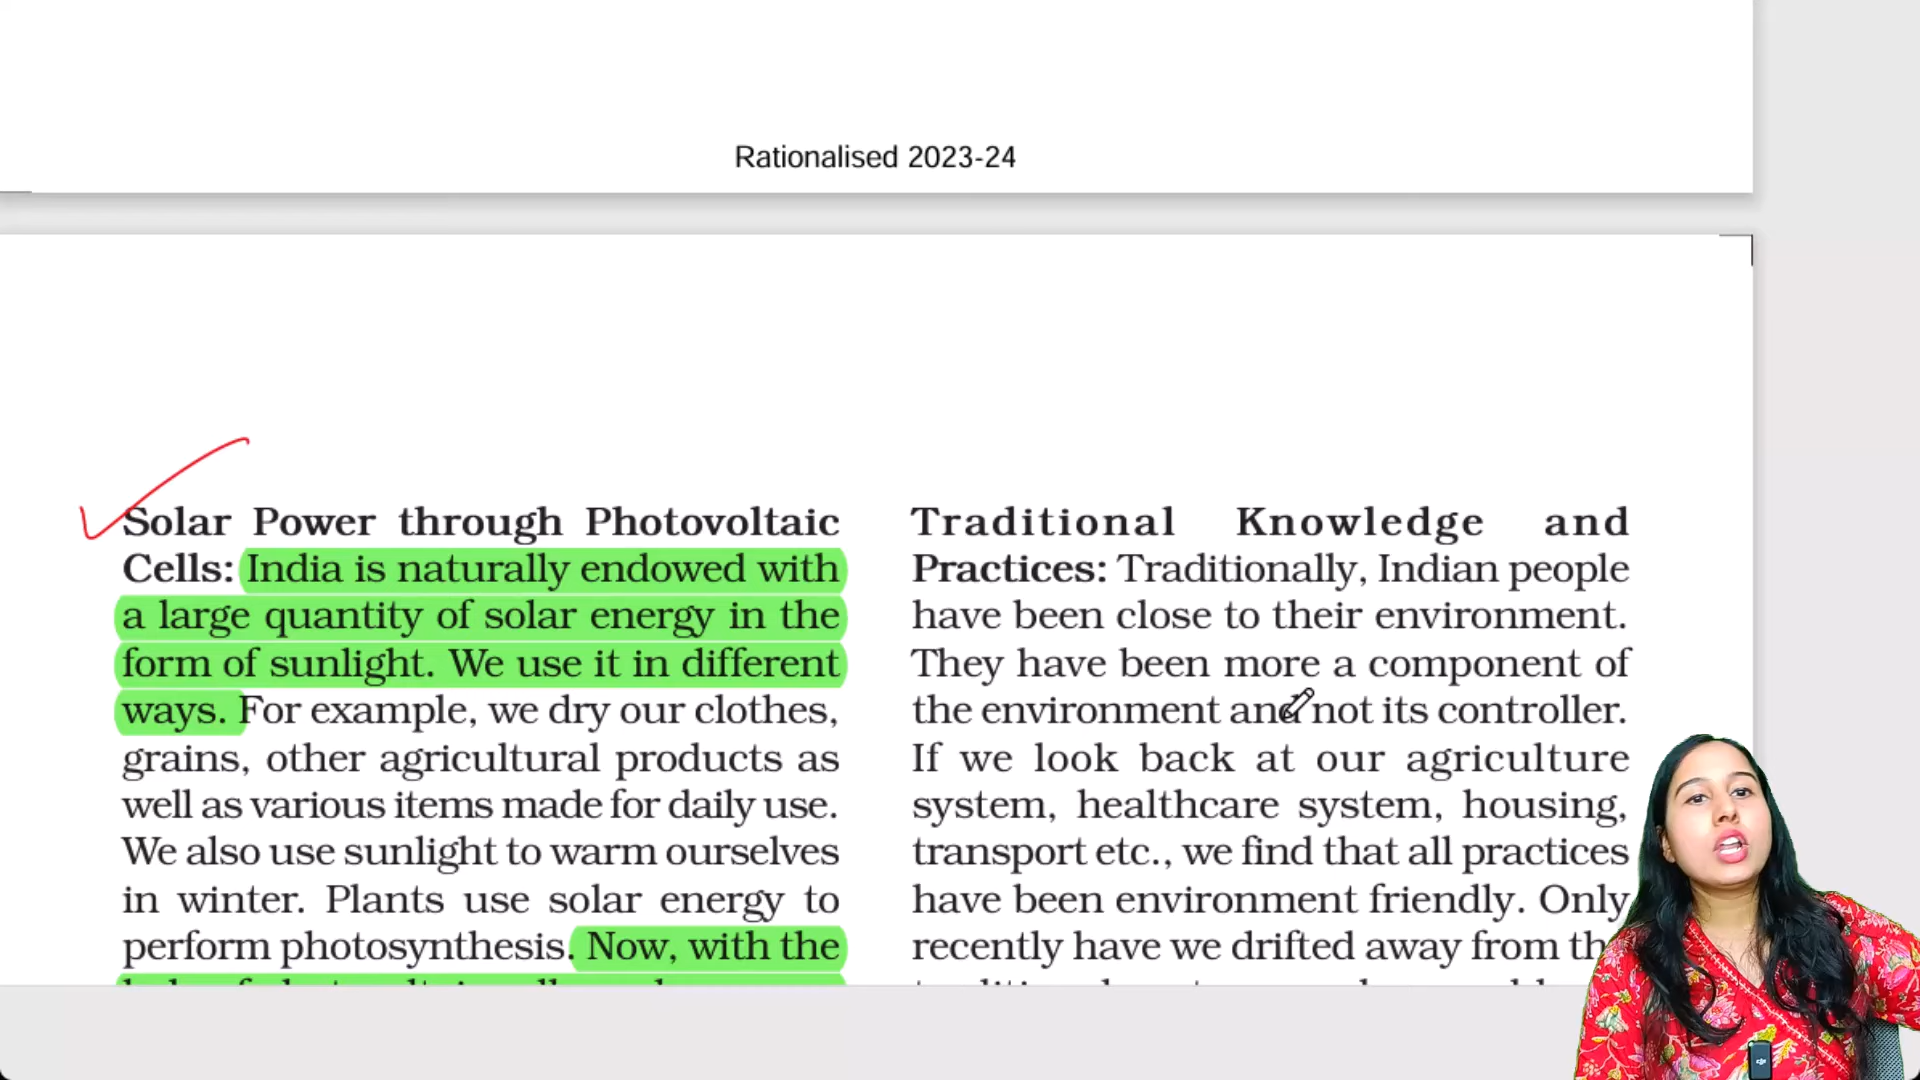 Rationalised 2023-24
Solar Power through Photovoltaic
Cells: India is naturally endowed with
a large quantity of solar energy in the
form of sunlight. We use it in different
ways. For example, we dry our clothes,
grains, other agricultural products as
well as various items made for daily use.
We also use sunlight to warm ourselves
in winter. Plants use solar energy to
perform photosynthesis. Now, with the
Traditional Knowledge and
Practices: Traditionally, Indian people
have been close to their environment.
They have been more a component of
the environment and not its controller.
If we look back at our agriculture
system, healthcare system, housing,
transport etc., we find that all practices
have been environment friendly. Only
recently have we drifted away from